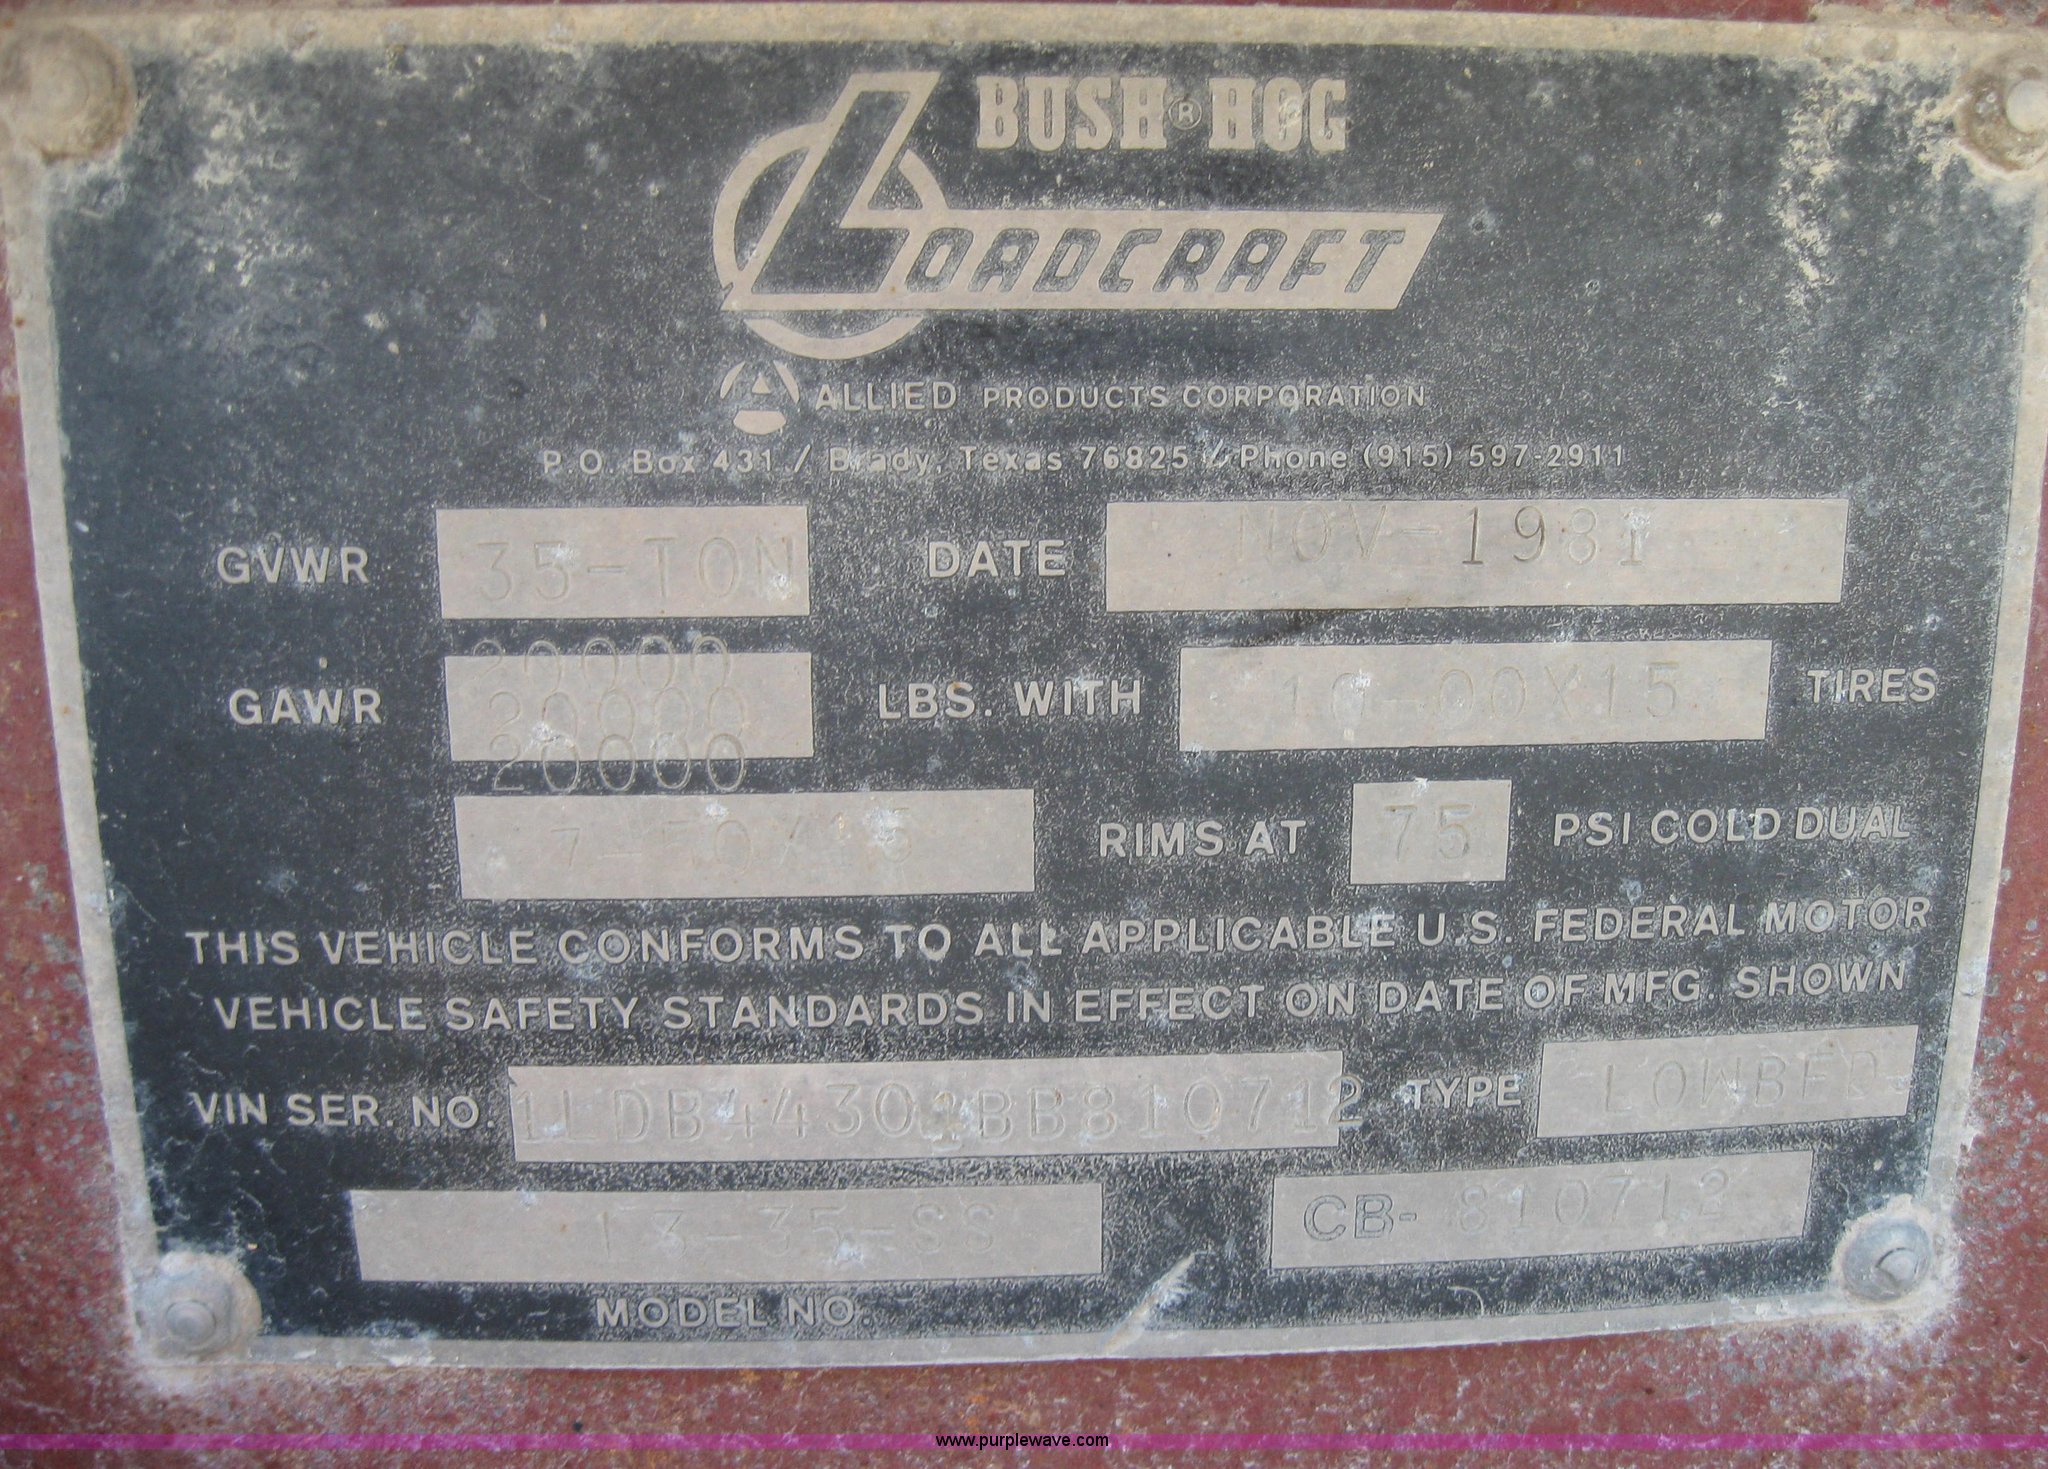 BUSH® HOG
LOADCRAFT
ALLIED PRODUCTS CORPORATION
P.O. Box 431 / Brady, Texas 76825 / Phone (915) 597-2911
GVWR 35-TON DATE NOV-1981
20000
GAWR 20000 LBS. WITH 10-00X15 TIRES
20000
7-50X15 RIMS AT 75 PSI COLD DUAL
THIS VEHICLE CONFORMS TO ALL APPLICABLE U.S. FEDERAL MOTOR
VEHICLE SAFETY STANDARDS IN EFFECT ON DATE OF MFG. SHOWN
VIN SER. NO. TYPE LOWBED
CB- 810712
MODEL NO.
www.purplewave.com